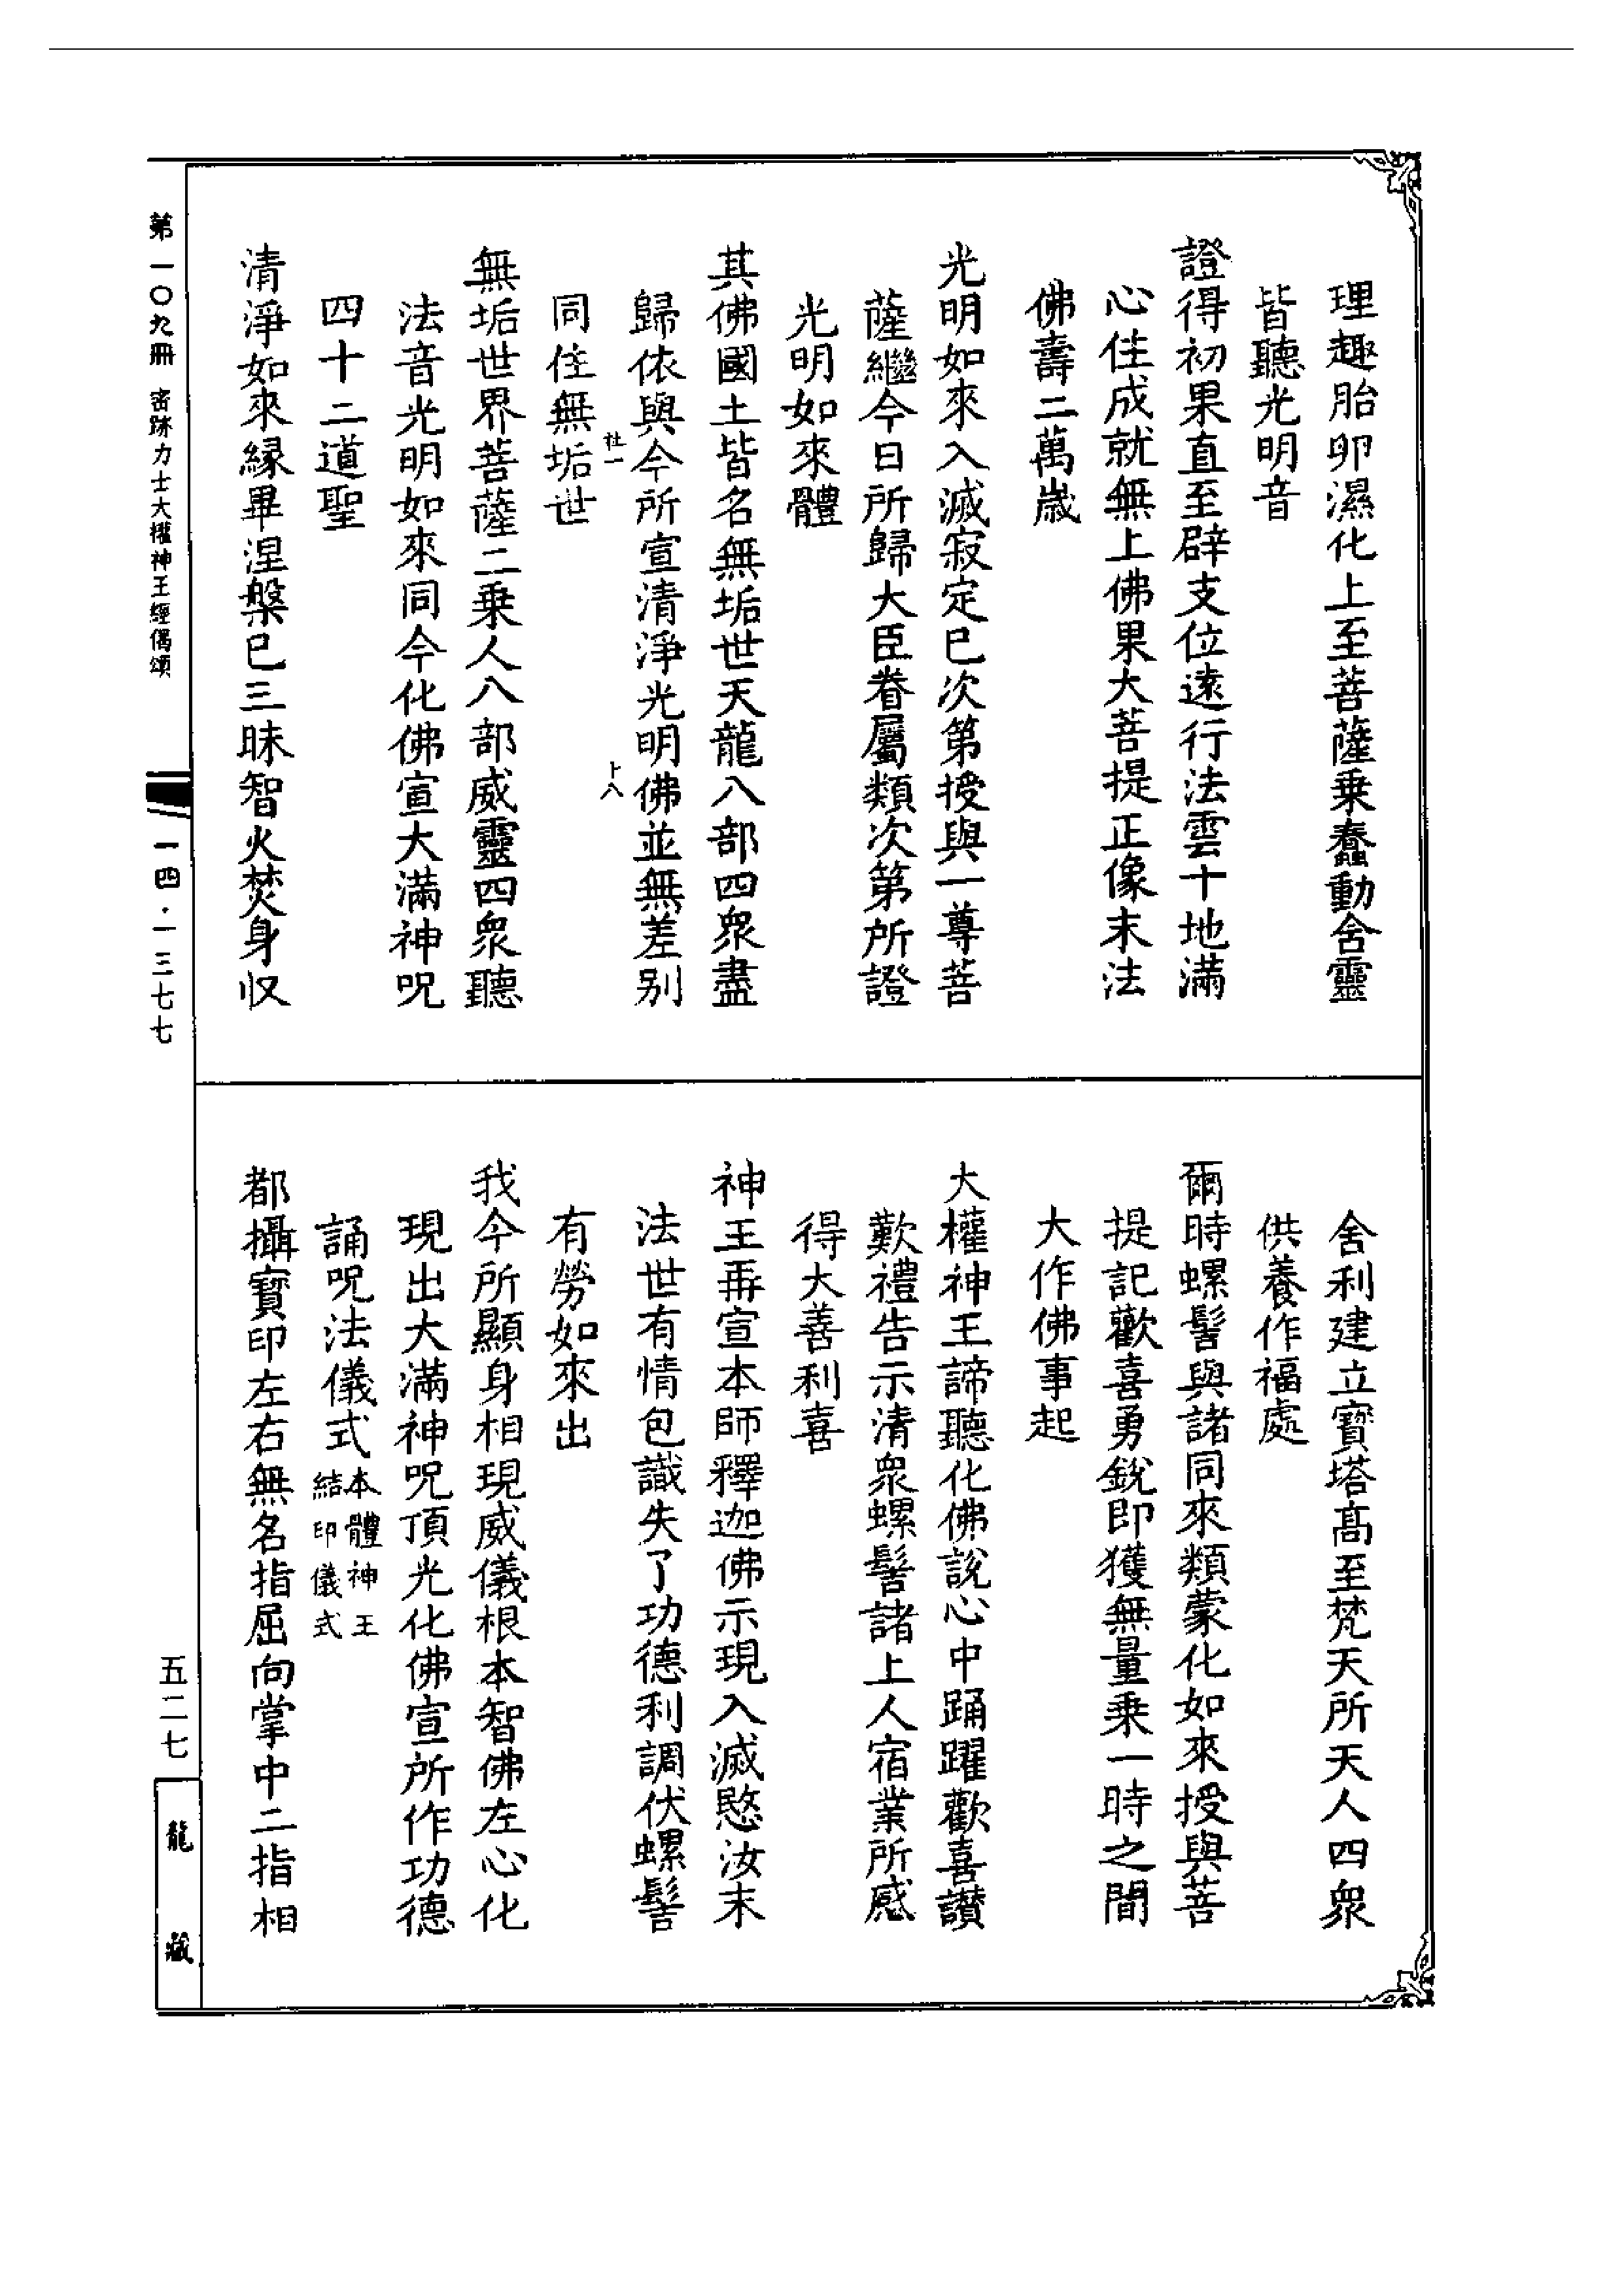 理趣胎卵濕化上至菩薩乗蠢動舍靈
皆聽光明音
證得初果直至辟支位遠行法雲十地滿
心住成就無上佛果大菩提正像末法
佛壽二萬歲
光明如來入滅寂定已次第授與一尊菩
薩繼今日所歸大臣眷屬類次第所證
光明如來體
其佛國土皆名無垢世天龍八部四衆盡
歸依與今所宣清淨光明佛並無差别
杜一
卜八
同住無垢世
無垢世界菩薩二乗人八部威靈四衆聽
法音光明如來同今化佛宣大滿神呪
四十二道聖
清淨如來緣畢涅槃已三昧智火焚身収
舍利建立寶塔髙至梵天所天人四衆
供養作福處
爾時螺髻與諸同來類蒙化如來授與菩
提記歡喜勇銳即獲無量乗一時之間
大作佛事起
大權神王諦聽化佛說心中踊躍歡喜讃
歎禮告示清衆螺髻諸上人宿業所感
得大善利喜
神王再宣本師釋迦佛示現入滅愍汝末
法世有情包識失了功德利調伏螺髻
有勞如來出
我今所顯身相現威儀根本智佛左心化
現出大滿神呪頂光化佛宣所作功德
誦呪法儀式本體神王
結印儀式
都攝寶印左右無名指屈向掌中二指相
第一〇九冊 密跡力士大權神王經偈頌
一四·一三七七
五二七
龍藏